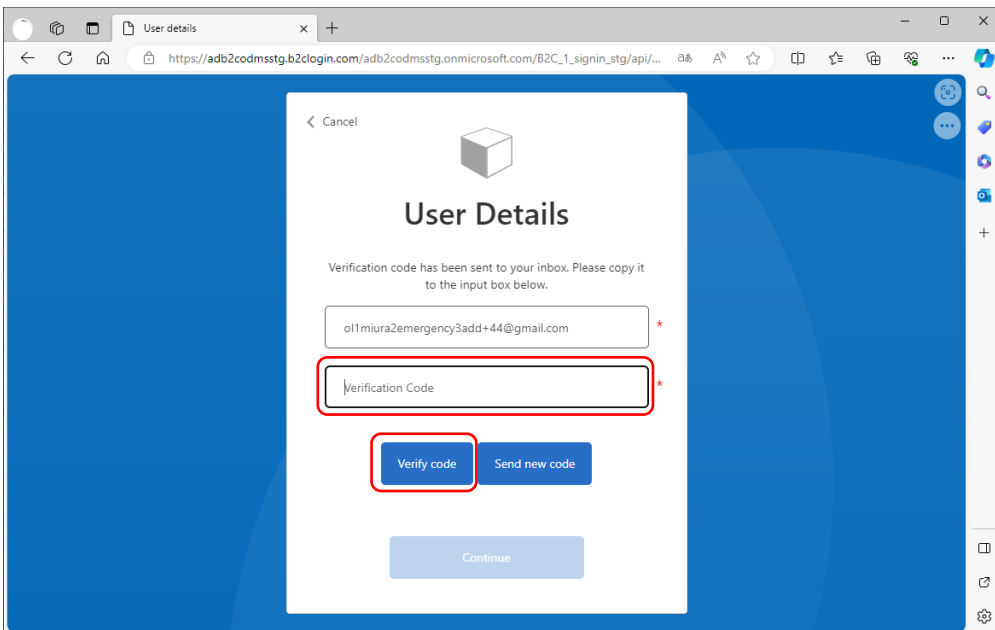 User details
https://adb2codmsstg.b2clogin.com/adb2codmsstg.onmicrosoft.com/B2C_1_signin_stg/api/...
Cancel
User Details
Verification code has been sent to your inbox. Please copy it
to the input box below.
ol1miura2emergency3add+44@gmail.com *
Verification Code *
Verify code Send new code
Continue